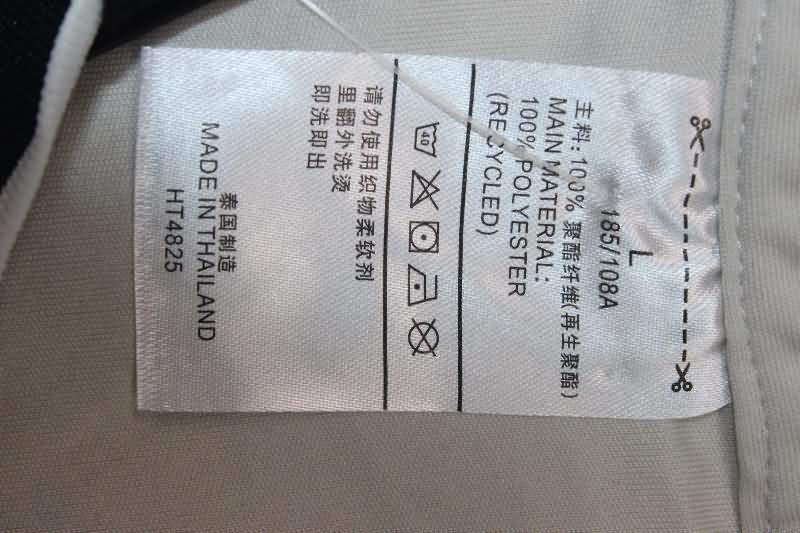 L
185/108A
主料: 100% 聚酯纤维(再生聚酯)
MAIN MATERIAL:
100% POLYESTER
(RECYCLED)
40
请勿使用织物柔软剂
里翻外洗烫
即洗即出
泰国制造
MADE IN THAILAND
HT4825